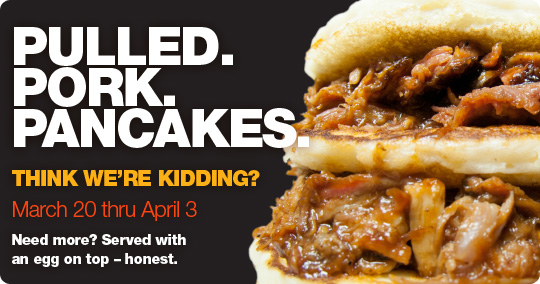 PULLED.
PORK.
PANCAKES.
THINK WE'RE KIDDING?
March 20 thru April 3
Need more? Served with
an egg on top – honest.